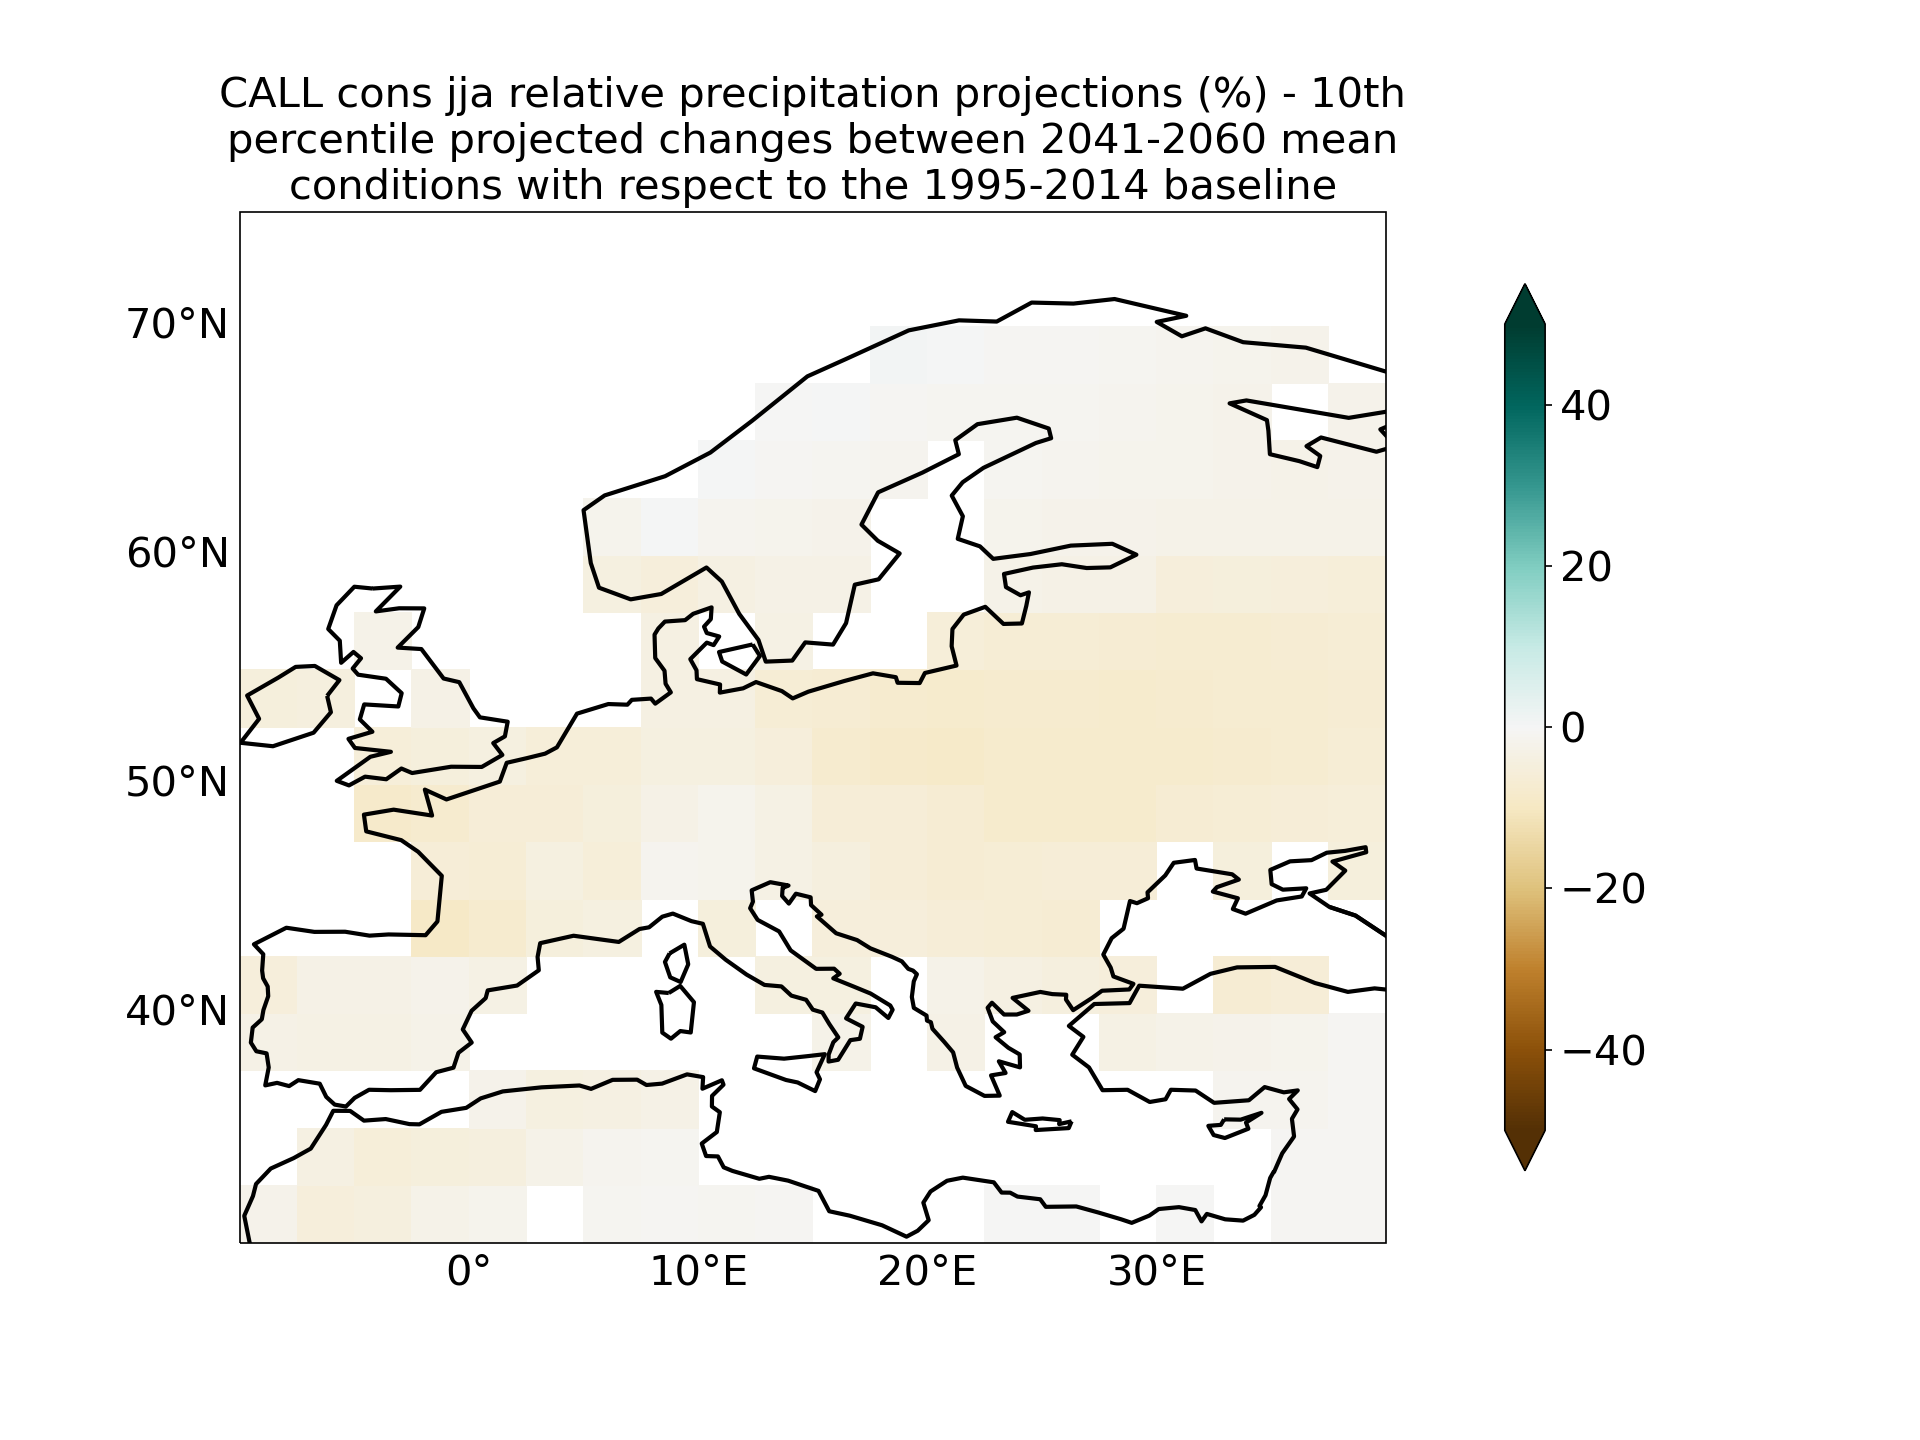 CALL cons jja relative precipitation projections (%) - 10th
percentile projected changes between 2041-2060 mean
conditions with respect to the 1995-2014 baseline
70°N
60°N
50°N
40°N
0°
10°E
20°E
30°E
40
20
0
−20
−40